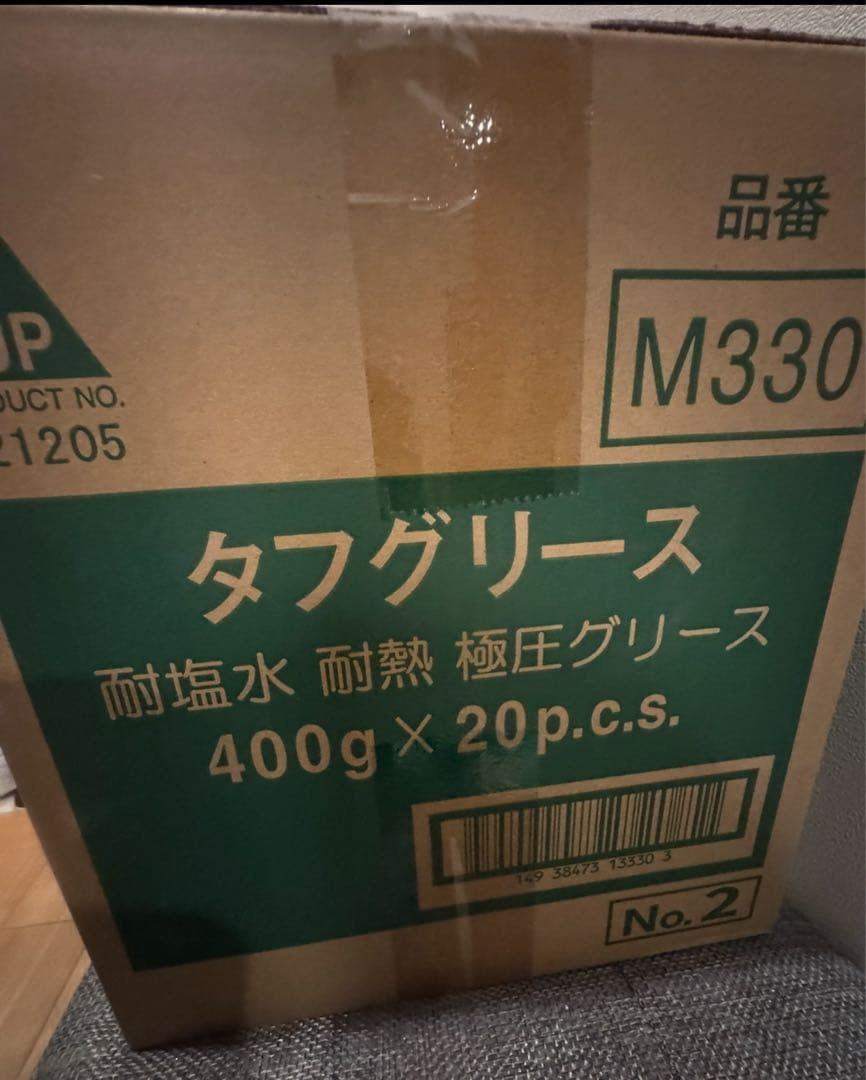 品番
M330
UP
DUCT NO.
21205
タフグリース
耐塩水 耐熱 極圧グリース
400g×20p.c.s.
149 38473 13330 3
No.2